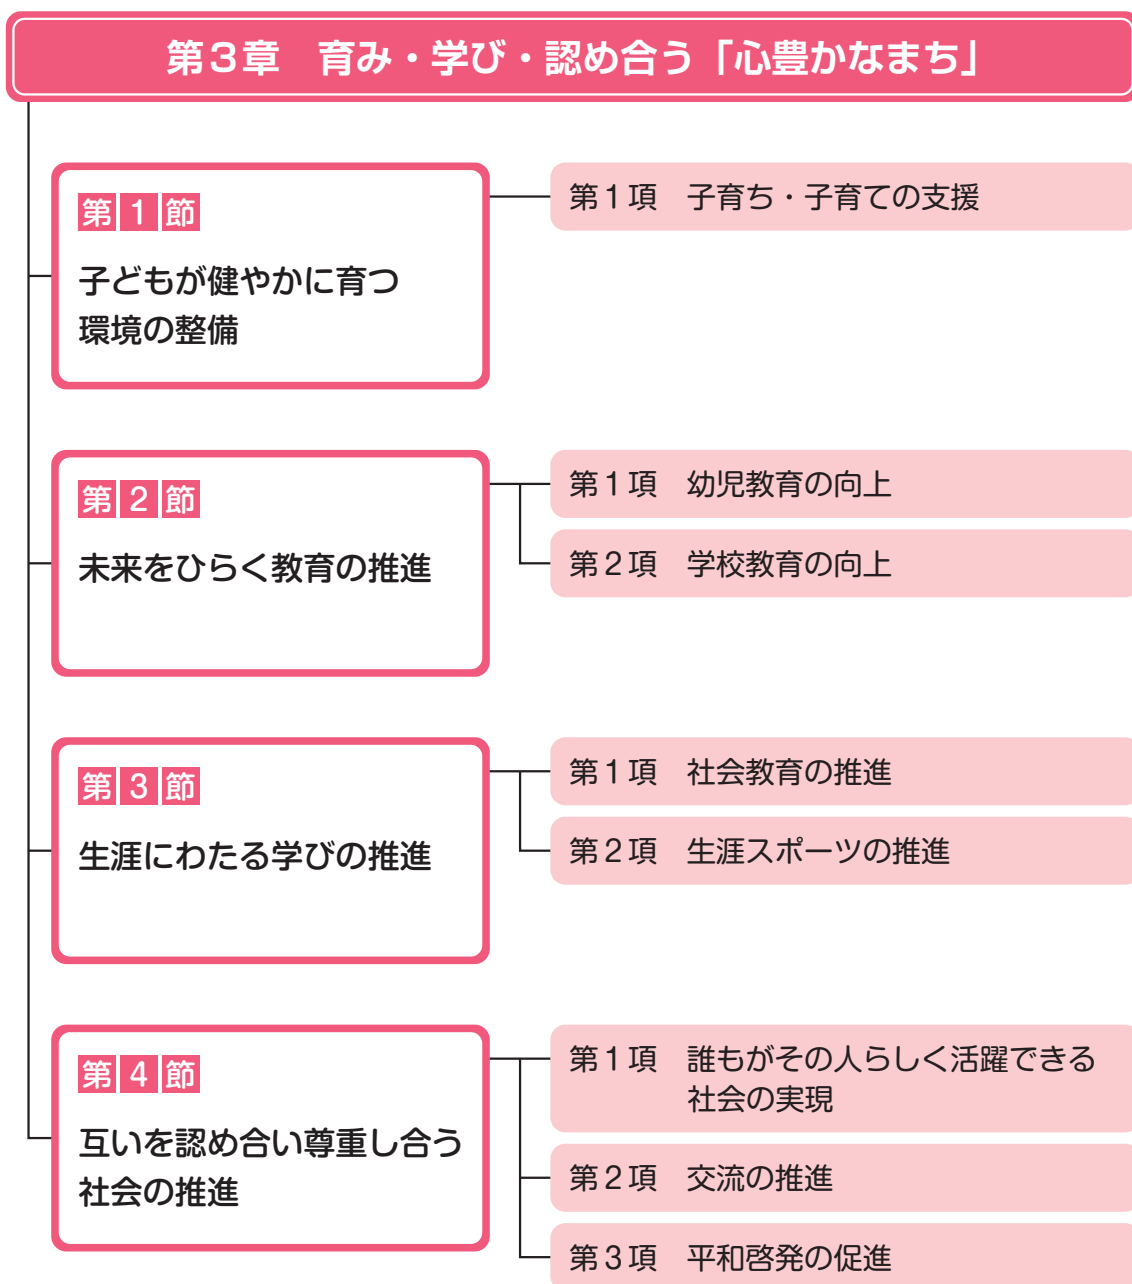 第３章　育み・学び・認め合う「心豊かなまち」
第 1 節
子どもが健やかに育つ
環境の整備
第１項　子育ち・子育ての支援
第 2 節
未来をひらく教育の推進
第１項　幼児教育の向上
第２項　学校教育の向上
第 3 節
生涯にわたる学びの推進
第１項　社会教育の推進
第２項　生涯スポーツの推進
第 4 節
互いを認め合い尊重し合う
社会の推進
第１項　誰もがその人らしく活躍できる
社会の実現
第２項　交流の推進
第３項　平和啓発の促進